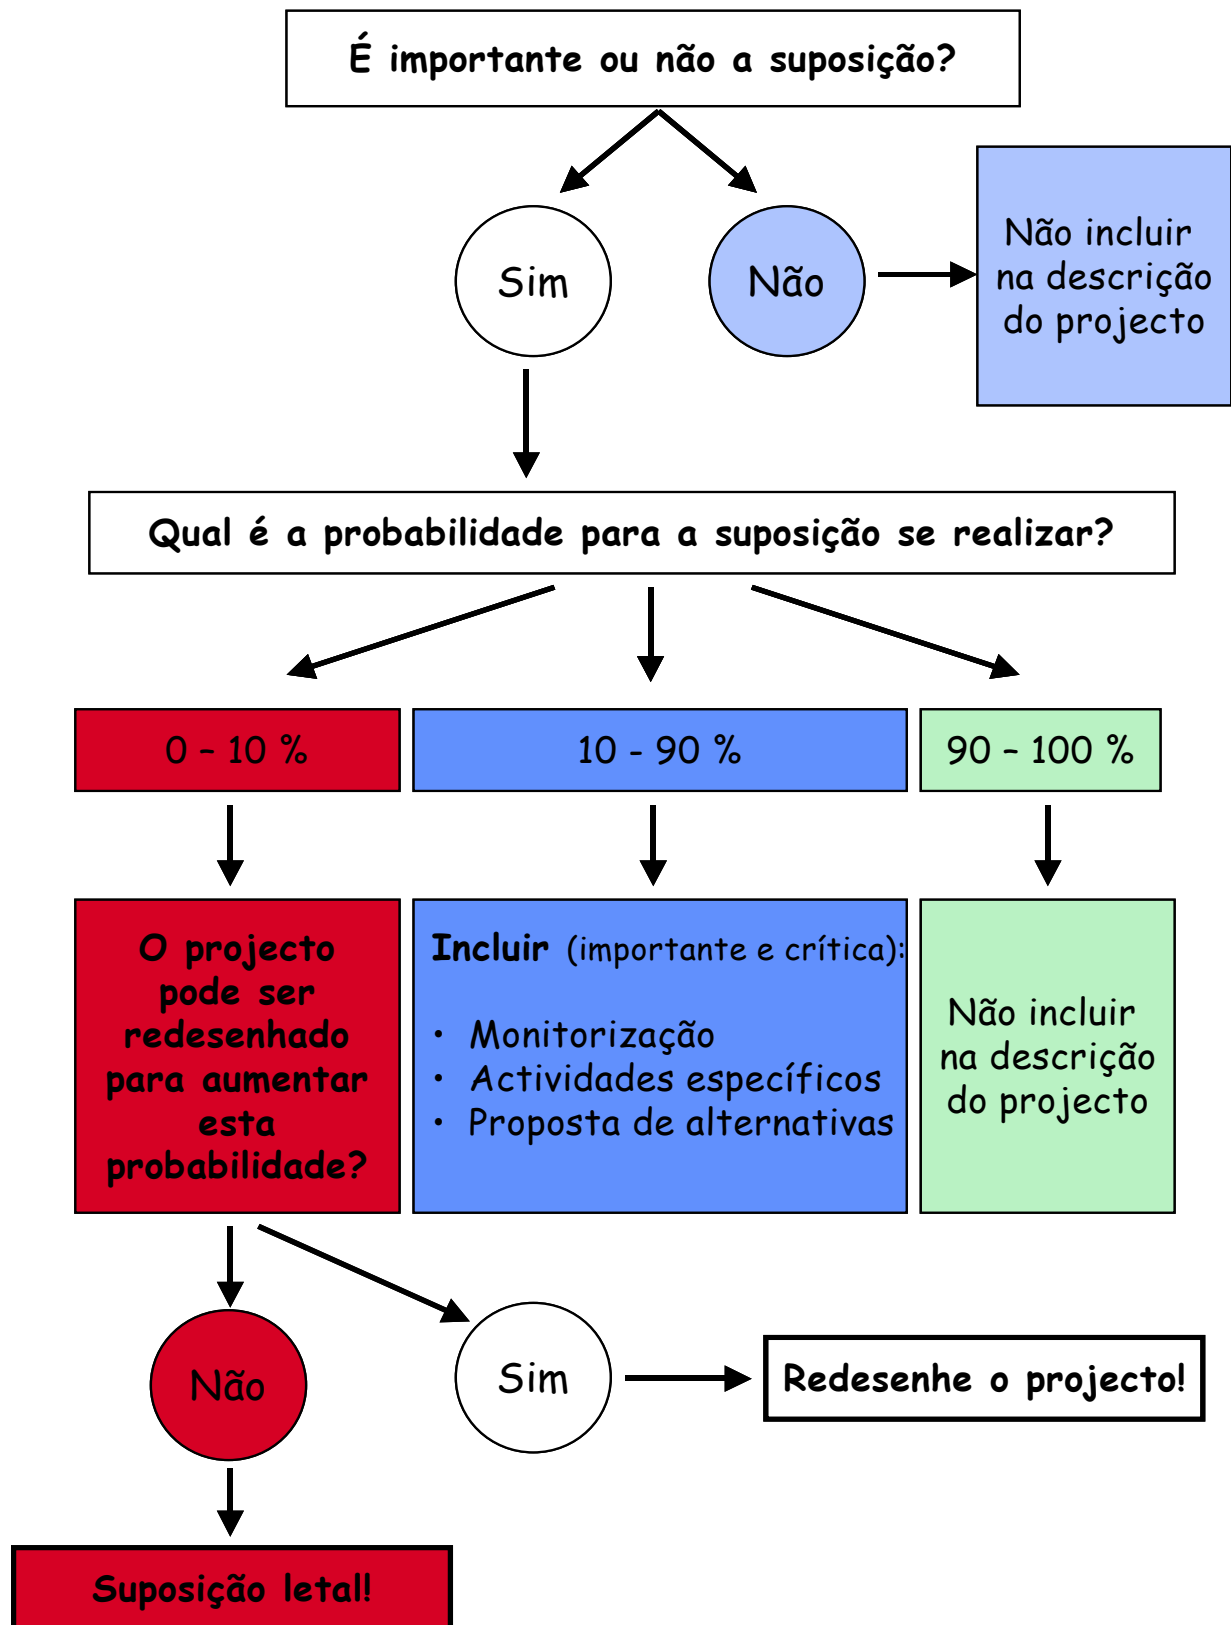 É importante ou não a suposição?
Sim
Não
Não incluir
na descrição
do projecto
Qual é a probabilidade para a suposição se realizar?
0 – 10 %
10 - 90 %
90 – 100 %
O projecto
pode ser
redesenhado
para aumentar
esta
probabilidade?
Incluir (importante e crítica):
• Monitorização
• Actividades específicos
• Proposta de alternativas
Não incluir
na descrição
do projecto
Não
Sim
Redesenhe o projecto!
Suposição letal!